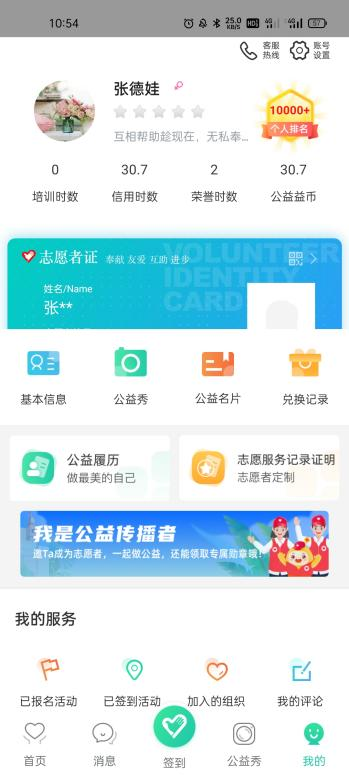 10:54
25.0
KB/S
HD
4G
4G
57
客服
热线
账号
设置
张德娃
互相帮助趁现在，无私奉...
10000+
个人排名
0
30.7
2
30.7
培训时数
信用时数
荣誉时数
公益益币
志愿者证 奉献 友爱 互助 进步
VOLUNTEER
IDENTITY
CARD
姓名/Name
张**
基本信息
公益秀
公益名片
兑换记录
公益履历
做最美的自己
志愿服务记录证明
志愿者定制
我是公益传播者
邀Ta成为志愿者，一起做公益，还能领取专属勋章哦！
我的服务
已报名活动
已签到活动
加入的组织
我的评论
首页
消息
签到
公益秀
我的